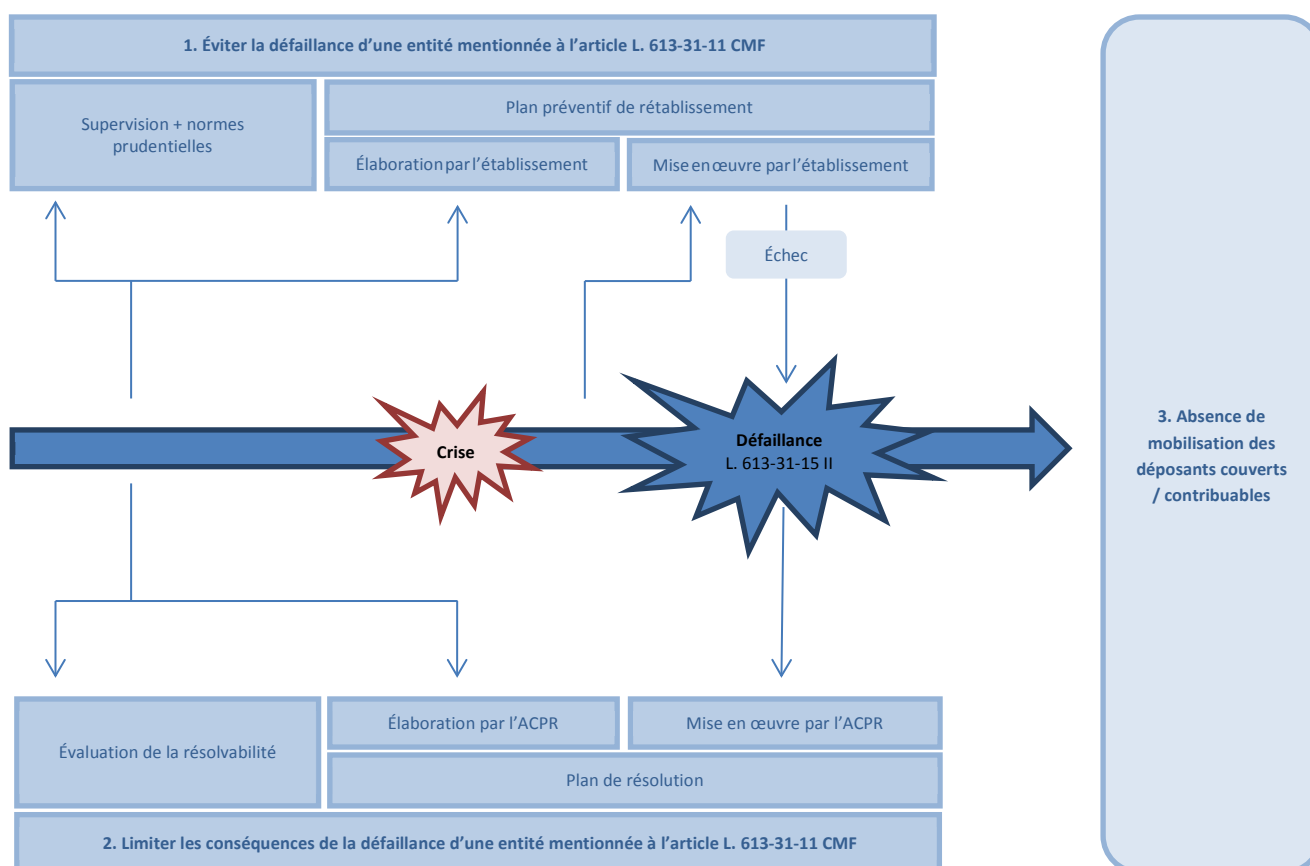 1. Éviter la défaillance d’une entité mentionnée à l’article L. 613-31-11 CMF
Supervision + normes
prudentielles
Plan préventif de rétablissement
Élaboration par l’établissement
Mise en œuvre par l’établissement
Échec
Crise
Défaillance
L. 613-31-15 II
3. Absence de
mobilisation des
déposants couverts
/ contribuables
Évaluation de la résolvabilité
Élaboration par l’ACPR
Mise en œuvre par l’ACPR
Plan de résolution
2. Limiter les conséquences de la défaillance d’une entité mentionnée à l’article L. 613-31-11 CMF